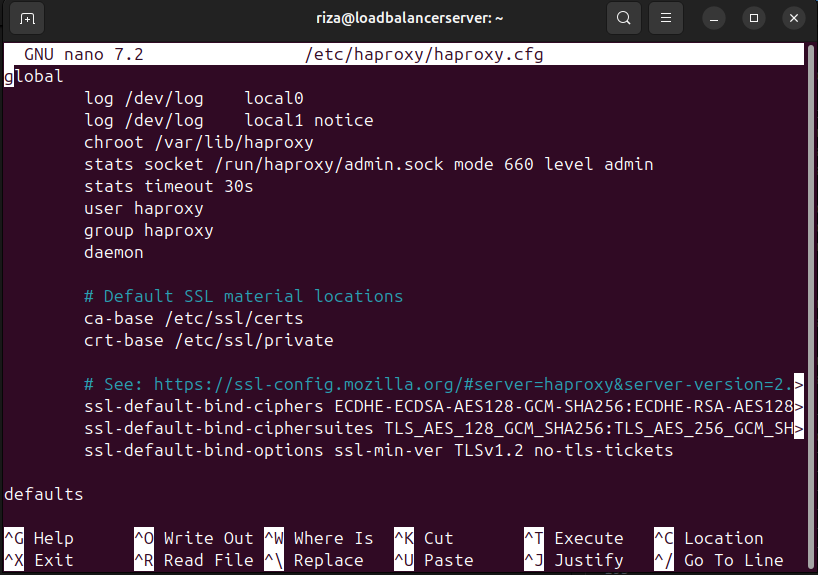 riza@loadbalancerserver: ~
GNU nano 7.2 /etc/haproxy/haproxy.cfg
global
log /dev/log local0
log /dev/log local1 notice
chroot /var/lib/haproxy
stats socket /run/haproxy/admin.sock mode 660 level admin
stats timeout 30s
user haproxy
group haproxy
daemon
# Default SSL material locations
ca-base /etc/ssl/certs
crt-base /etc/ssl/private
# See: https://ssl-config.mozilla.org/#server=haproxy&server-version=2.>
ssl-default-bind-ciphers ECDHE-ECDSA-AES128-GCM-SHA256:ECDHE-RSA-AES128>
ssl-default-bind-ciphersuites TLS_AES_128_GCM_SHA256:TLS_AES_256_GCM_SH>
ssl-default-bind-options ssl-min-ver TLSv1.2 no-tls-tickets
defaults
^G Help ^O Write Out ^W Where Is ^K Cut ^T Execute ^C Location
^X Exit ^R Read File ^\ Replace ^U Paste ^J Justify ^/ Go To Line